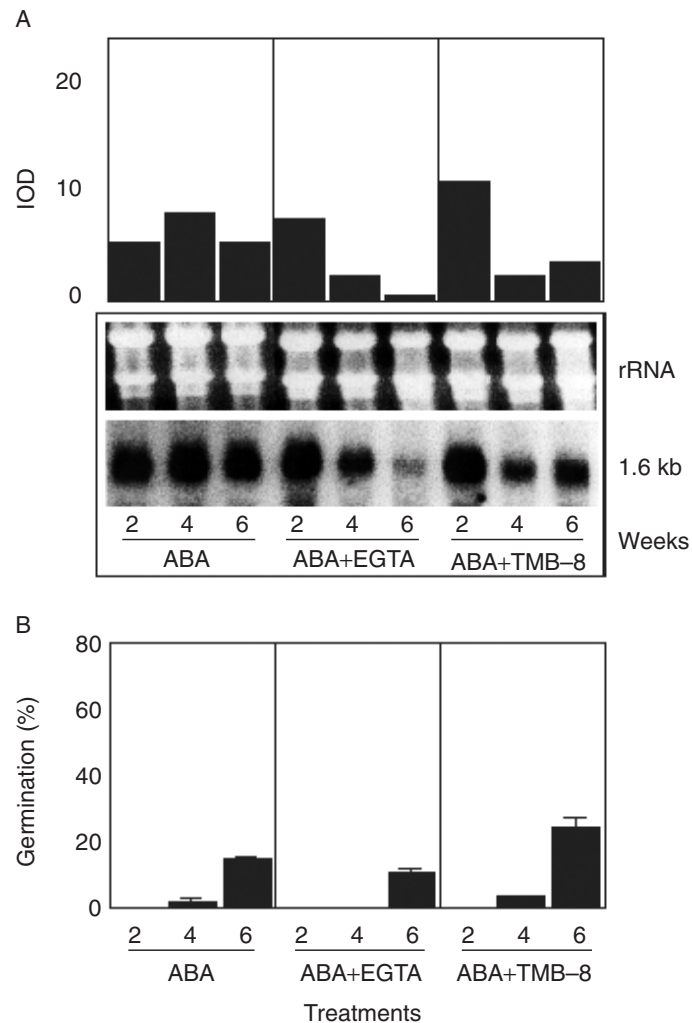 A
20
10
0
IOD
rRNA
1.6 kb
2 4 6 2 4 6 2 4 6
Weeks
ABA ABA+EGTA ABA+TMB–8
B
80
60
40
20
0
Germination (%)
2 4 6 2 4 6 2 4 6
ABA ABA+EGTA ABA+TMB–8
Treatments